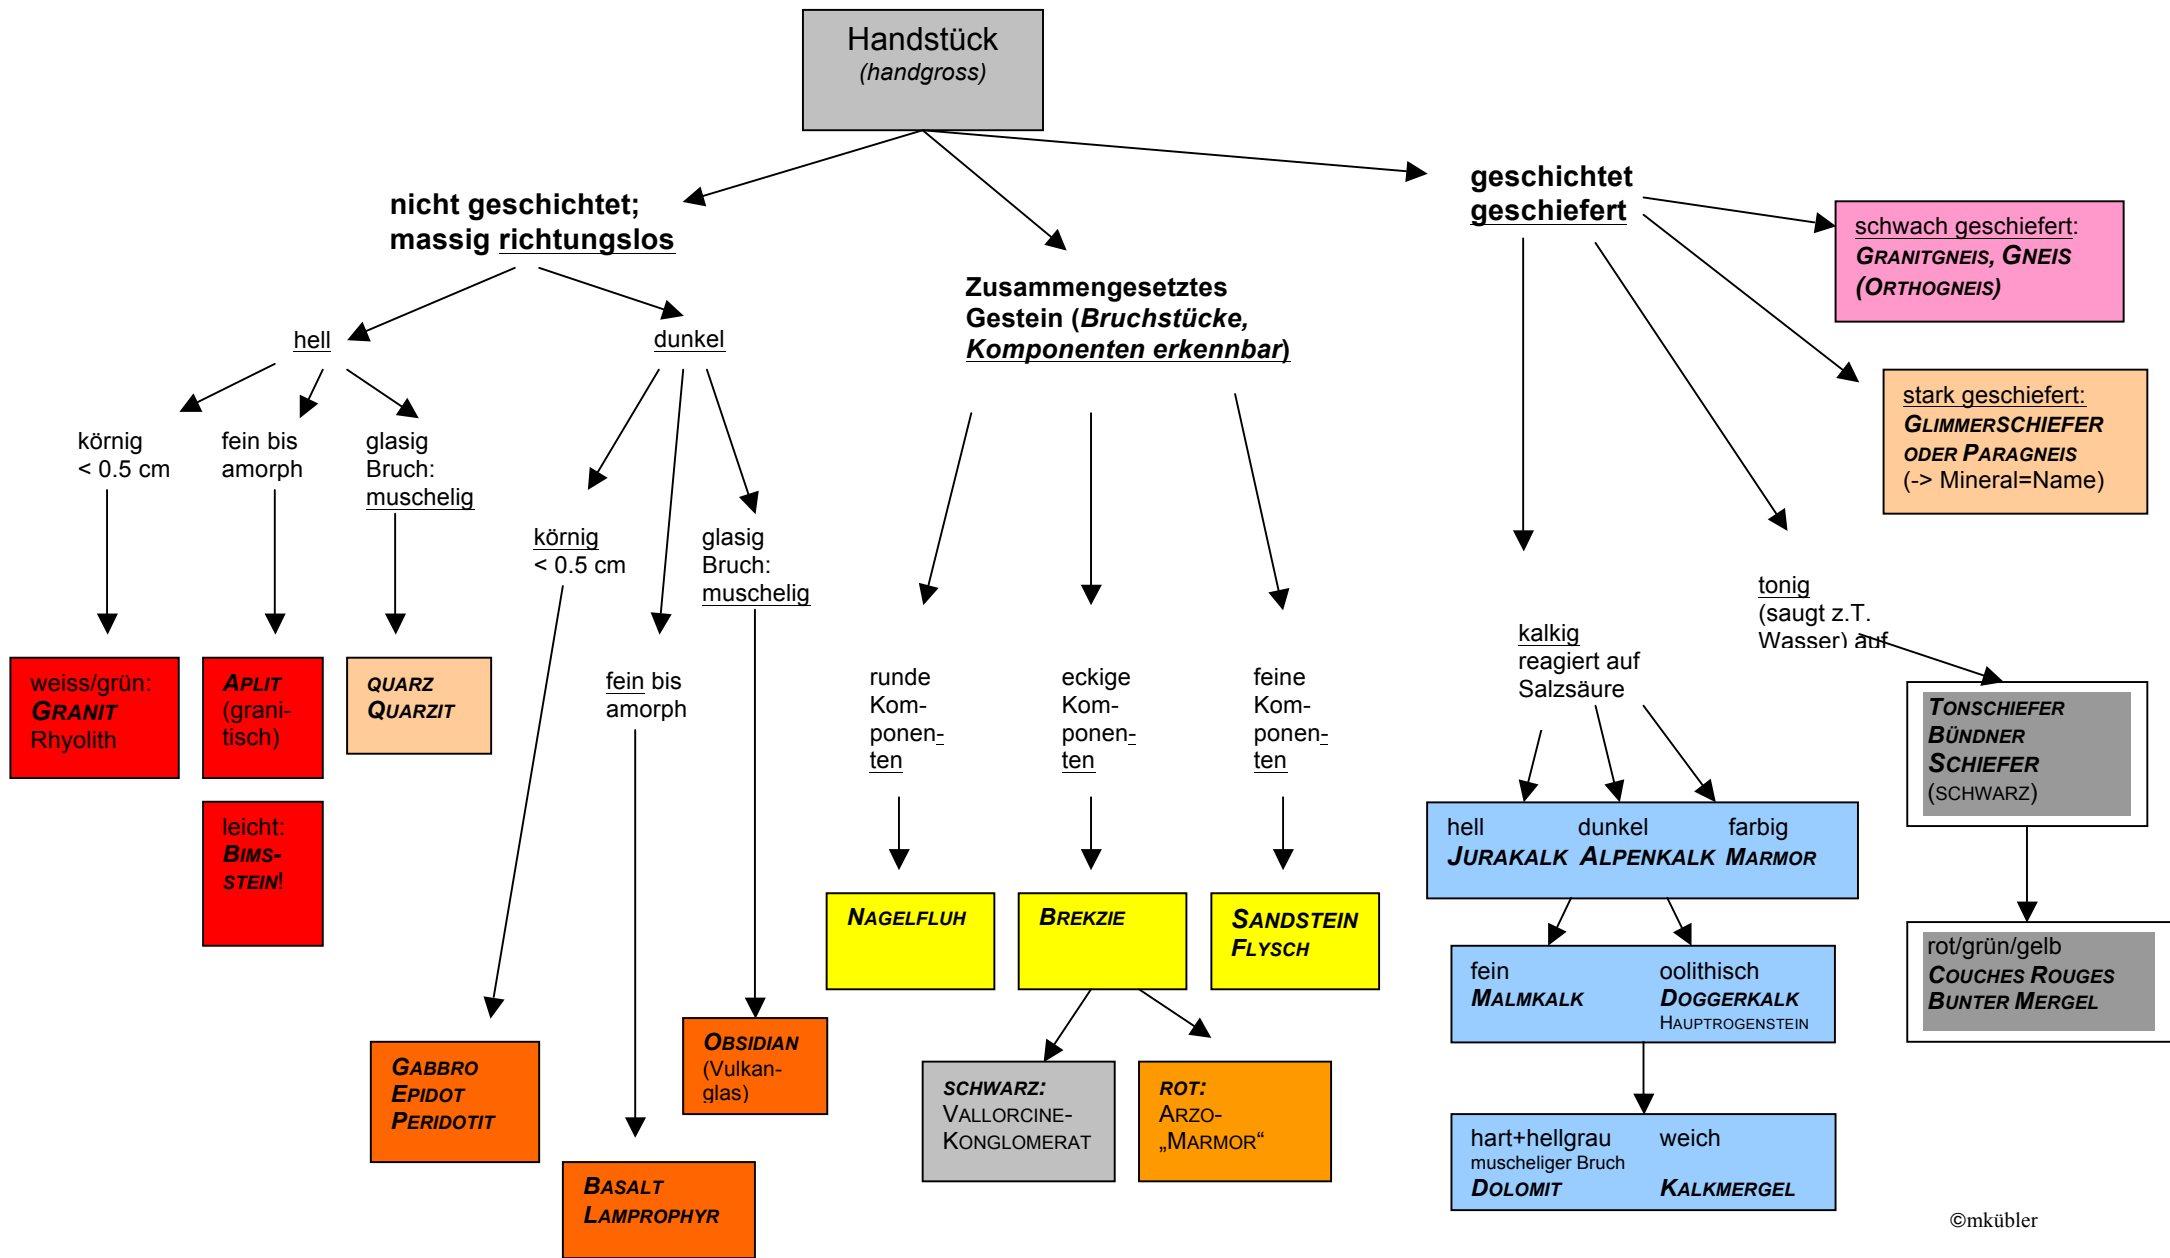 Handstück
(handgross)
nicht geschichtet;
massig richtungslos
hell
körnig
< 0.5 cm
fein bis
amorph
glasig
Bruch:
muschelig
weiss/grün:
GRANIT
Rhyolith
APLIT
(grani-
tisch)
leicht:
BIMS-
STEIN!
QUARZ
QUARZIT
dunkel
körnig
< 0.5 cm
fein bis
amorph
glasig
Bruch:
muschelig
GABBRO
EPIDOT
PERIDOTIT
BASALT
LAMPROPHYR
OBSIDIAN
(Vulkan-
glas)
Zusammengesetztes
Gestein (Bruchstücke,
Komponenten erkennbar)
runde
Kom-
ponen-
ten
eckige
Kom-
ponen-
ten
feine
Kom-
ponen-
ten
NAGELFLUH
BREKZIE
SANDSTEIN
FLYSCH
SCHWARZ:
VALLORCINE-
KONGLOMERAT
ROT:
ARZO-
„MARMOR“
geschichtet
geschiefert
schwach geschiefert:
GRANITGNEIS, GNEIS
(ORTHOGNEIS)
stark geschiefert:
GLIMMERSCHIEFER
ODER PARAGNEIS
(-> Mineral=Name)
kalkig
reagiert auf
Salzsäure
tonig
(saugt z.T.
Wasser) auf
hell dunkel farbig
JURAKALK ALPENKALK MARMOR
fein oolithisch
MALMKALK DOGGERKALK
HAUPTROGENSTEIN
hart+hellgrau weich
muscheliger Bruch
DOLOMIT KALKMERGEL
TONSCHIEFER
BÜNDNER
SCHIEFER
(SCHWARZ)
rot/grün/gelb
COUCHES ROUGES
BUNTER MERGEL
©mkübler